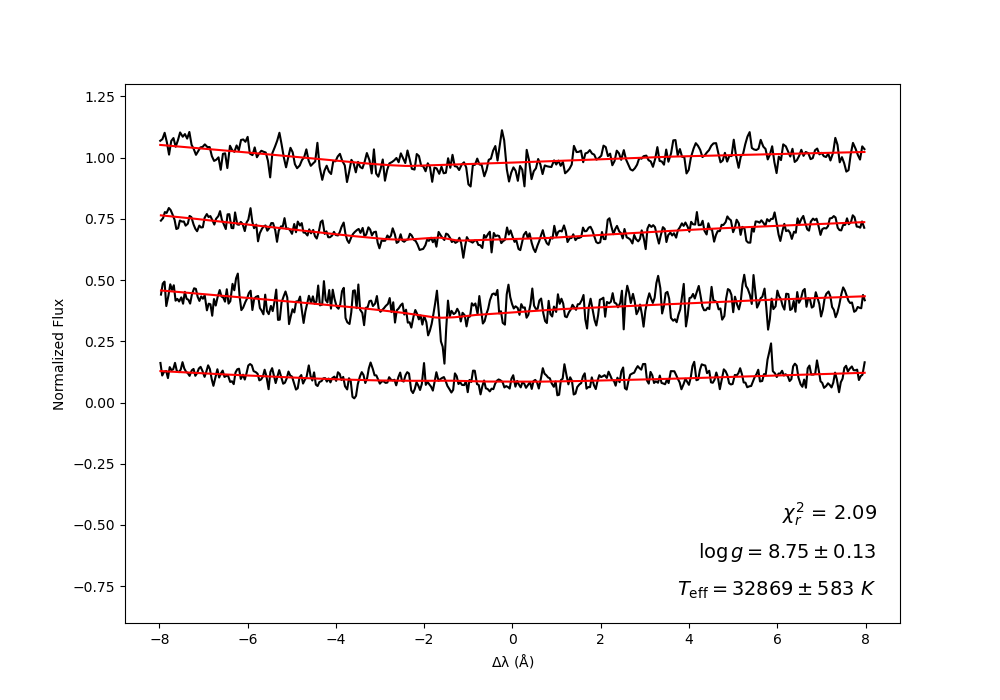 1.25
1.00
0.75
0.50
0.25
0.00
−0.25
−0.50
−0.75
Normalized Flux
χ²ᵣ = 2.09
log g = 8.75 ± 0.13
T_eff = 32869 ± 583 K
−8 −6 −4 −2 0 2 4 6 8
Δλ (Å)